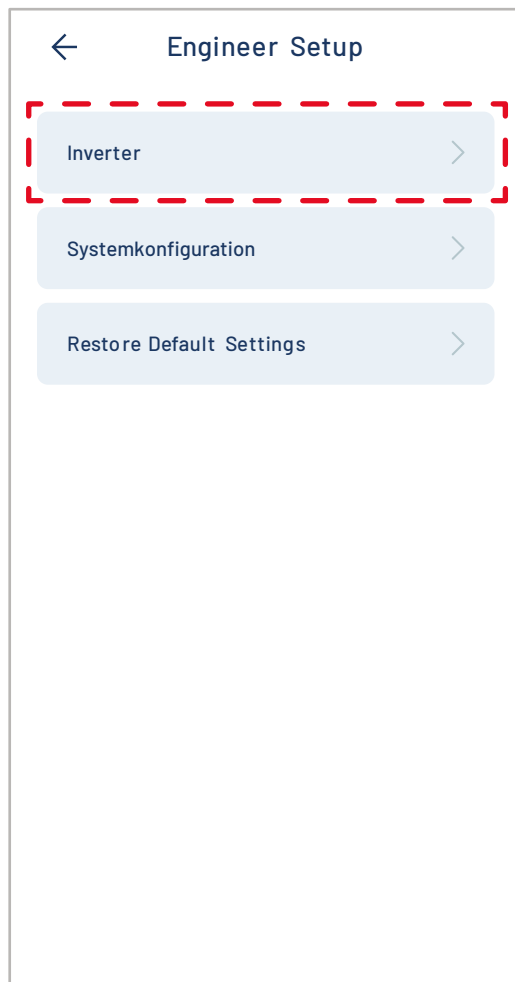 Engineer Setup
Inverter
Systemkonfiguration
Restore Default Settings